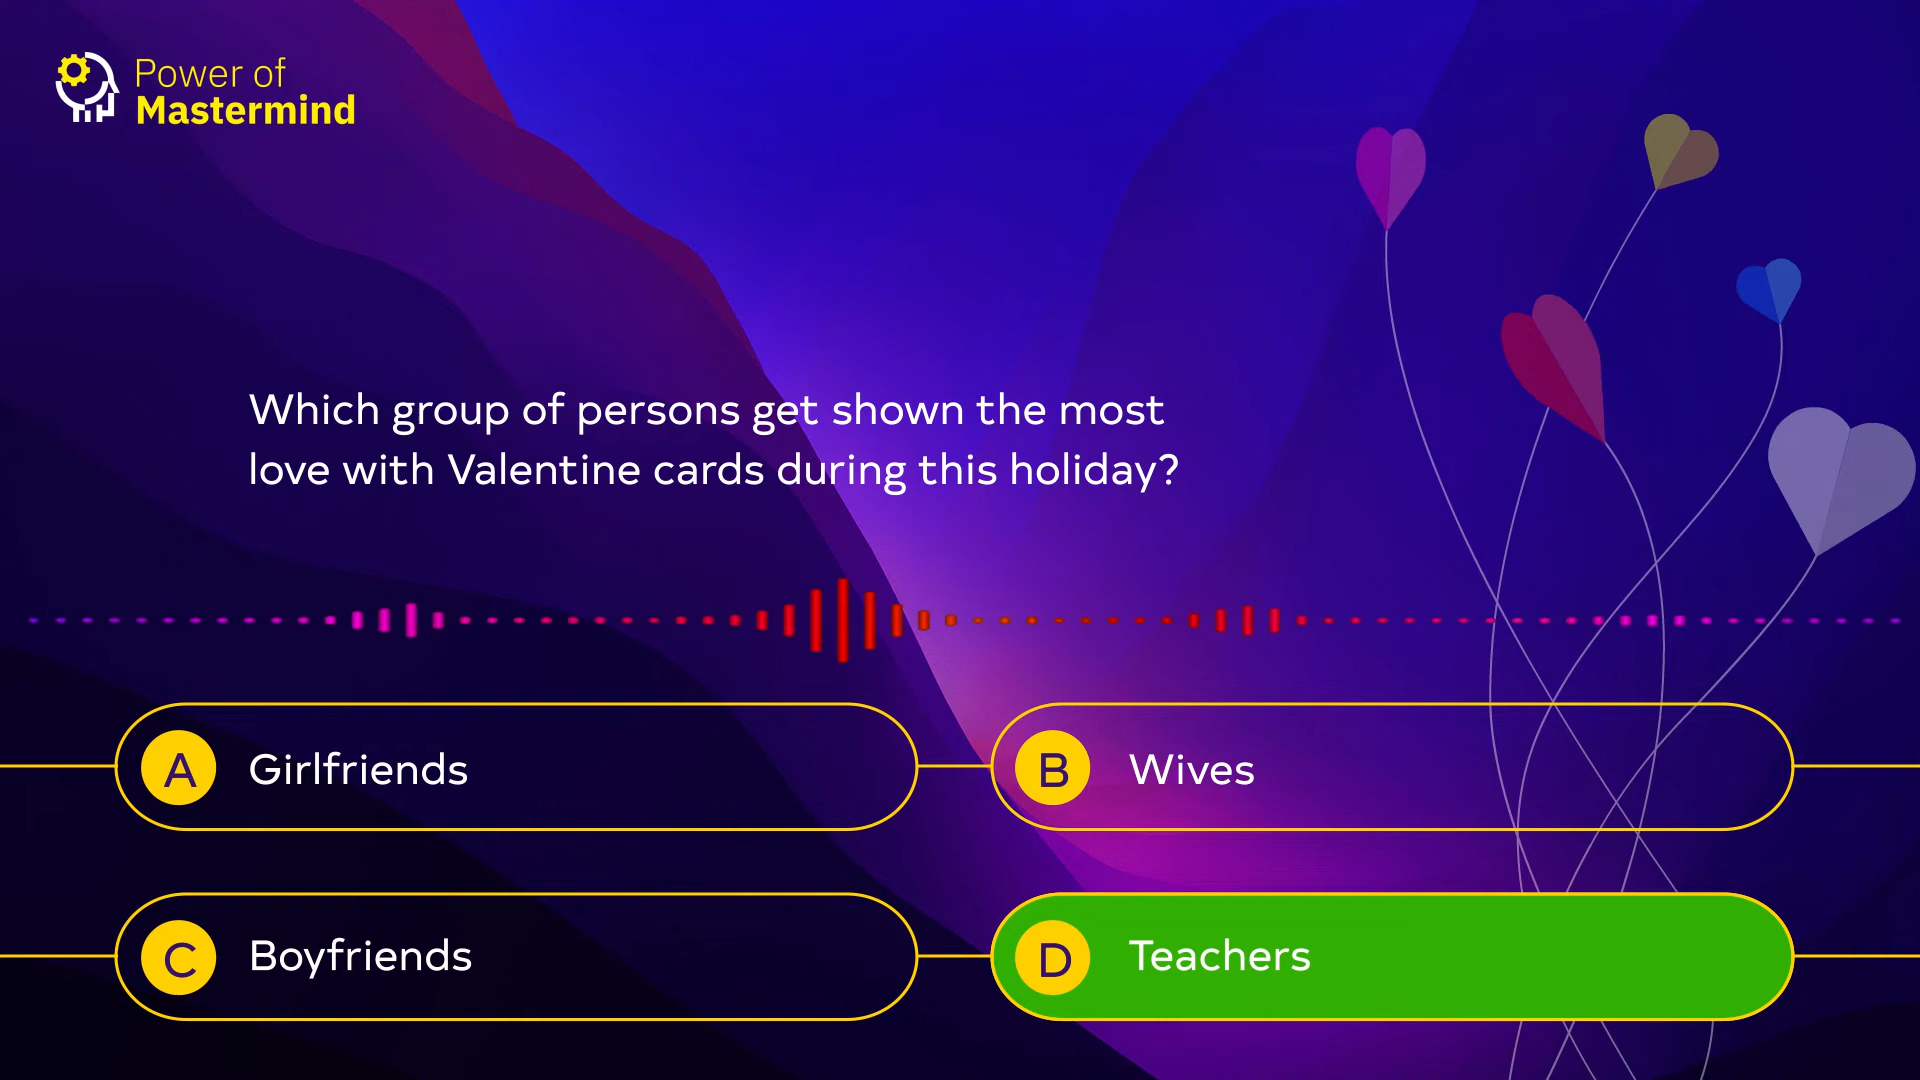 Power of
Mastermind
Which group of persons get shown the most
love with Valentine cards during this holiday?
A Girlfriends
B Wives
C Boyfriends
D Teachers